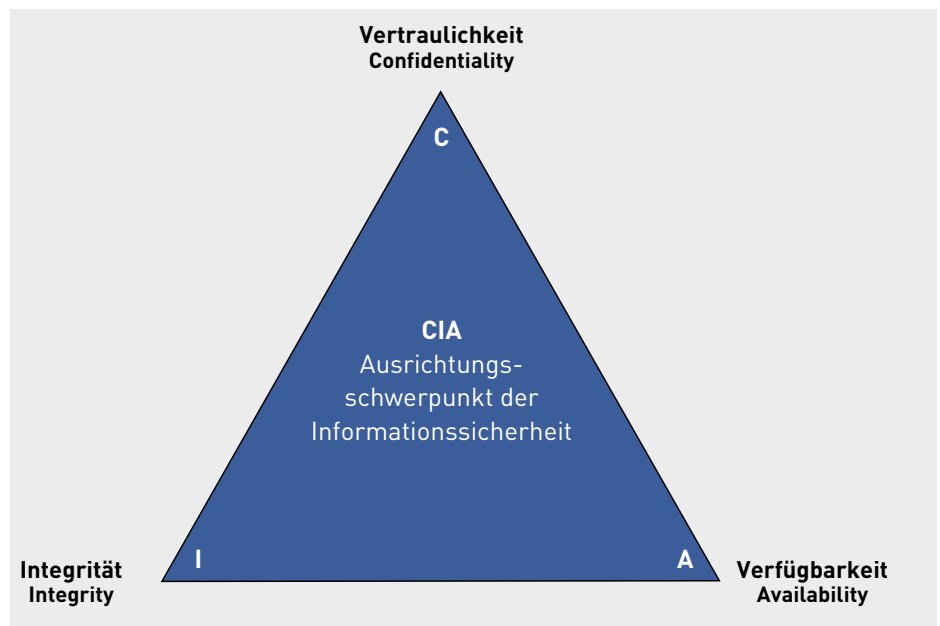 Vertraulichkeit
Confidentiality
C
CIA
Ausrichtungs-
schwerpunkt der
Informationssicherheit
I
A
Integrität
Integrity
Verfügbarkeit
Availability